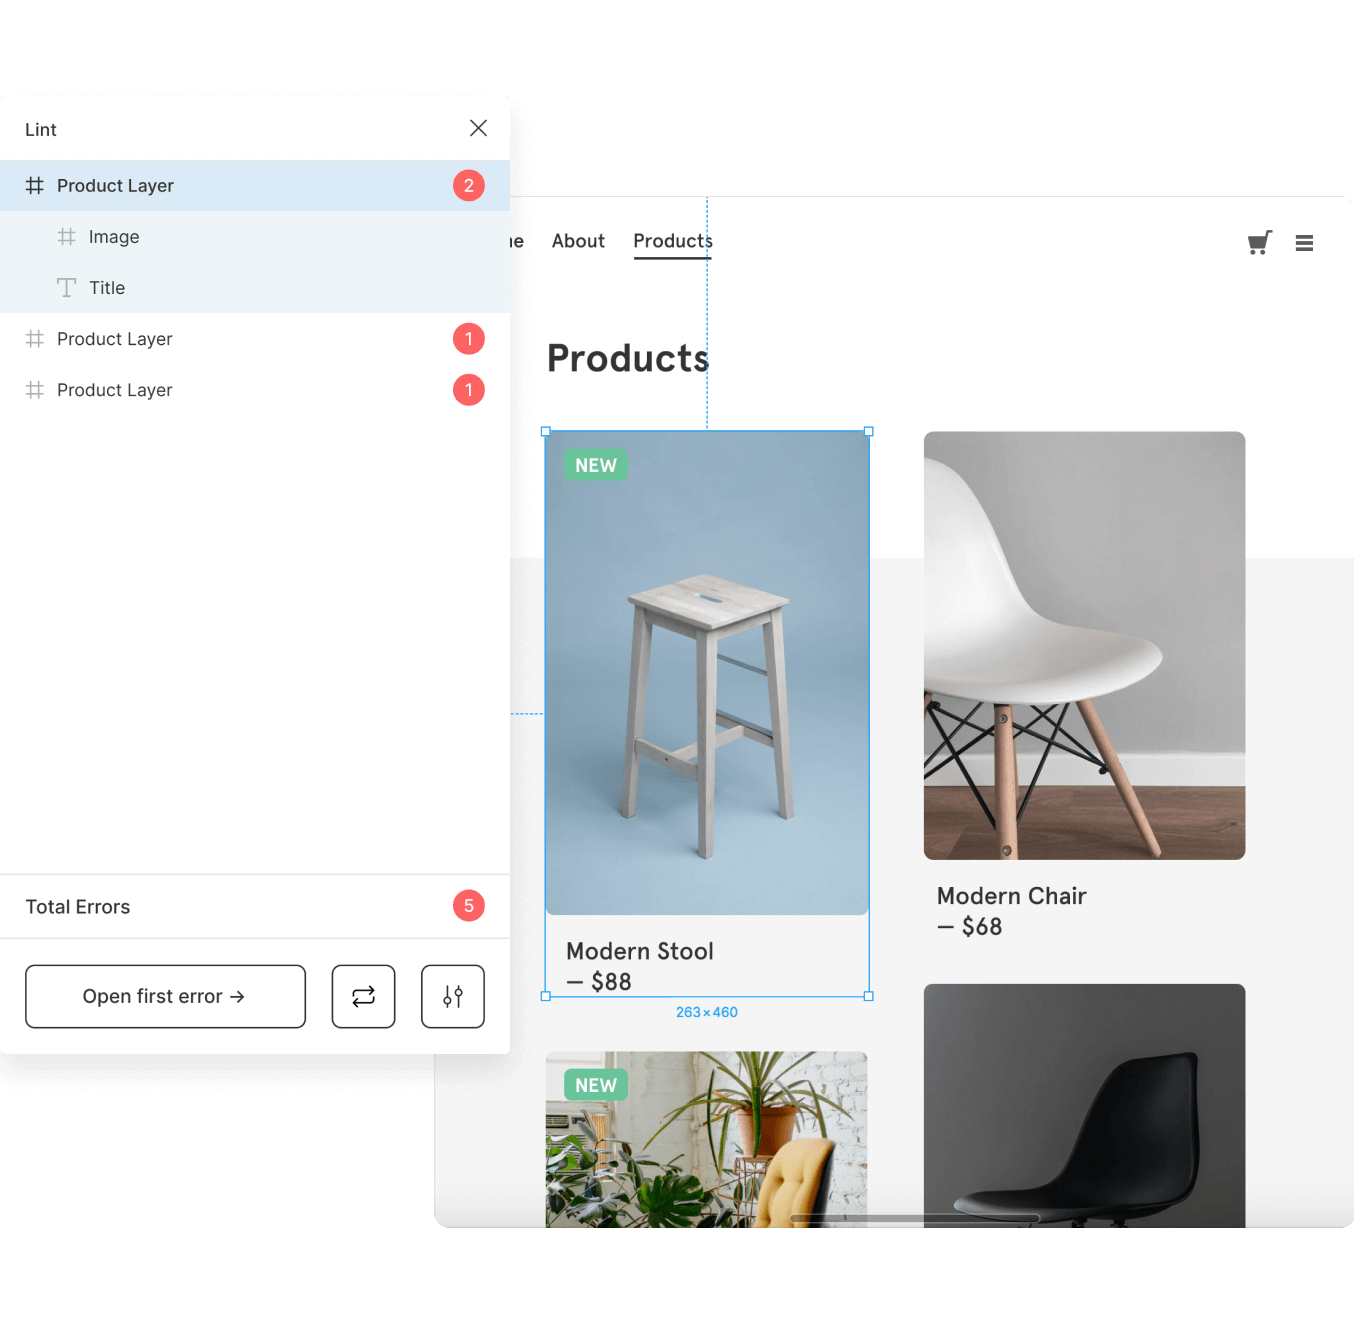 Lint
Product Layer 2
Image
Title
Product Layer 1
Product Layer 1
Total Errors 5
Open first error →
About Products
Products
NEW
Modern Stool
— $88
263×460
Modern Chair
— $68
NEW